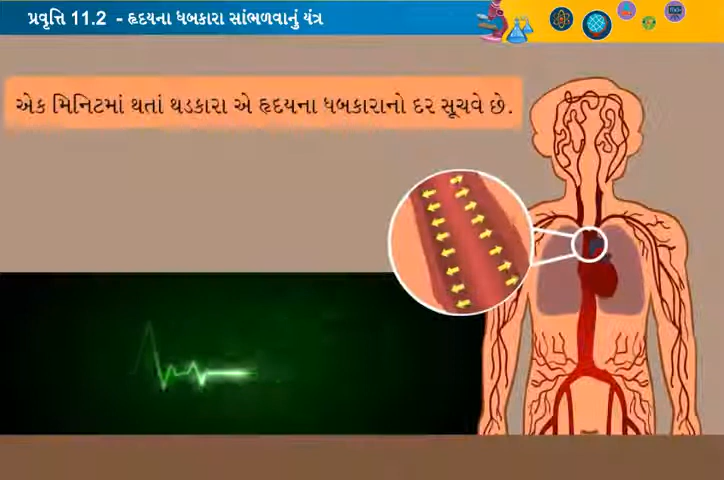 પ્રવૃત્તિ 11.2 - હૃદયના ધબકારા સાંભળવાનું યંત્ર
એક મિનિટમાં થતાં થડકારા એ હૃદયના ધબકારાનો દર સૂચવે છે.